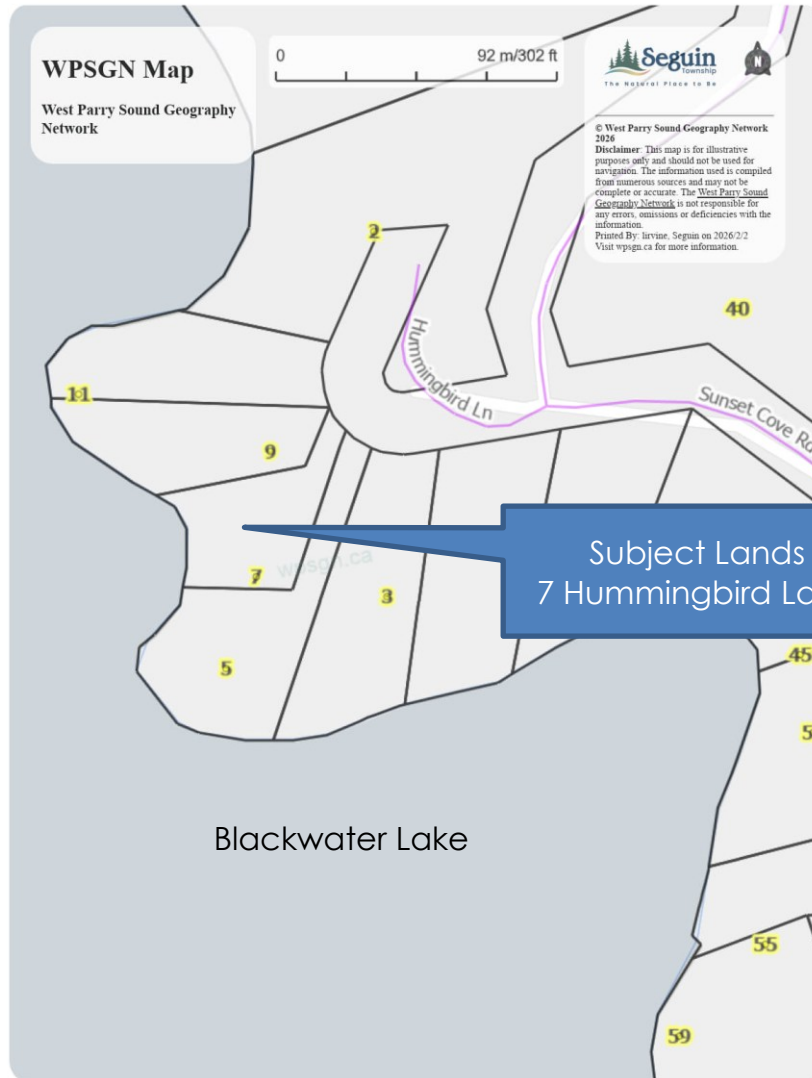 WPSGN Map
West Parry Sound Geography
Network
0
92 m/302 ft
Seguin
Township
The Natural Place to Be
N
© West Parry Sound Geography Network
2026
Disclaimer: This map is for illustrative
purposes only and should not be used for
navigation. The information used is compiled
from numerous sources and may not be
complete or accurate. The West Parry Sound
Geography Network is not responsible for
any errors, omissions or deficiencies with the
information.
Printed By: lirvine, Seguin on 2026/2/2
Visit wpsgn.ca for more information.
2
40
Hummingbird Ln
Sunset Cove
11
9
Subject Lands
7 Hummingbird
7
wpsgn.ca
3
5
45
5
Blackwater Lake
55
59